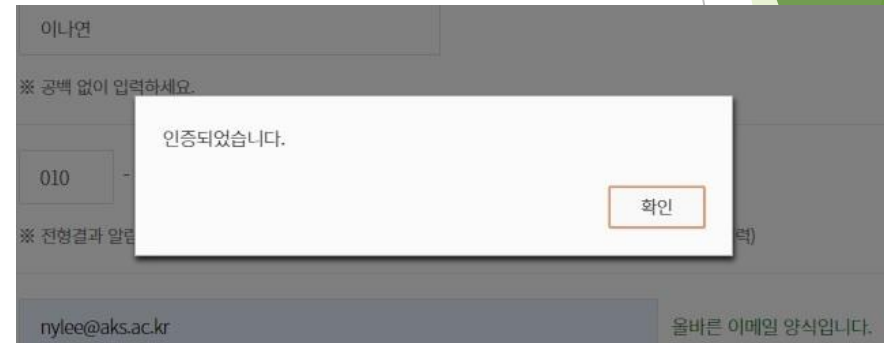 이나연
※ 공백 없이 입력하세요.
인증되었습니다.
010 -
확인
※ 전형결과 알림 력)
nylee@aks.ac.kr 올바른 이메일 양식입니다.